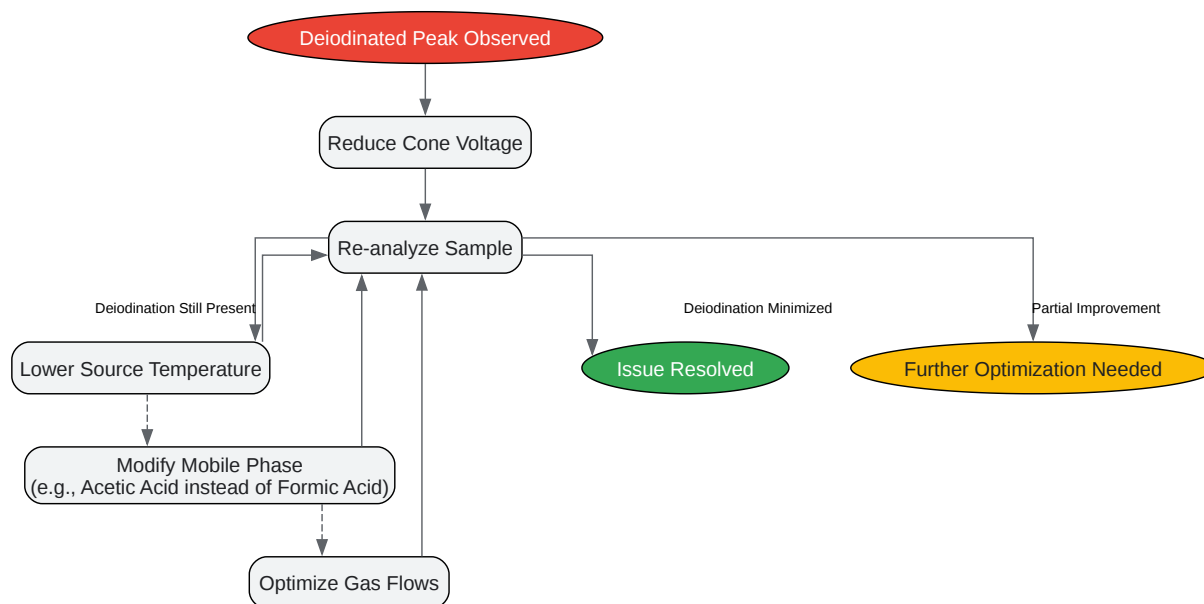 Deiodinated Peak Observed
Reduce Cone Voltage
Re-analyze Sample
Deiodination Still Present
Deiodination Minimized
Partial Improvement
Lower Source Temperature
Issue Resolved
Further Optimization Needed
Modify Mobile Phase
(e.g., Acetic Acid instead of Formic Acid)
Optimize Gas Flows